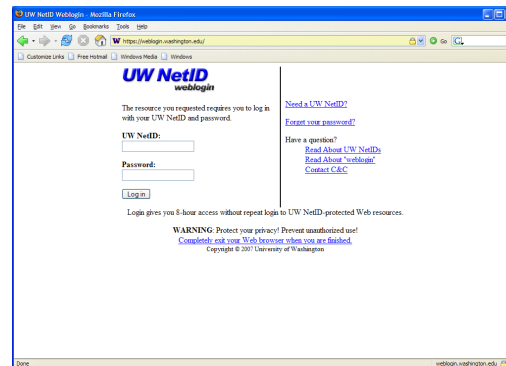 UW NetID Weblogin - Mozilla Firefox
File Edit View Go Bookmarks Tools Help
W https://weblogin.washington.edu/ Go G
Customize Links Free Hotmail Windows Media Windows
UW NetID
weblogin
The resource you requested requires you to log in
with your UW NetID and password.
UW NetID:
Password:
Log in
Need a UW NetID?
Forget your password?
Have a question?
Read About UW NetIDs
Read About "weblogin"
Contact C&C
Login gives you 8-hour access without repeat login to UW NetID-protected Web resources.
WARNING: Protect your privacy! Prevent unauthorized use!
Completely exit your Web browser when you are finished.
Copyright © 2007 University of Washington
Done weblogin.washington.edu